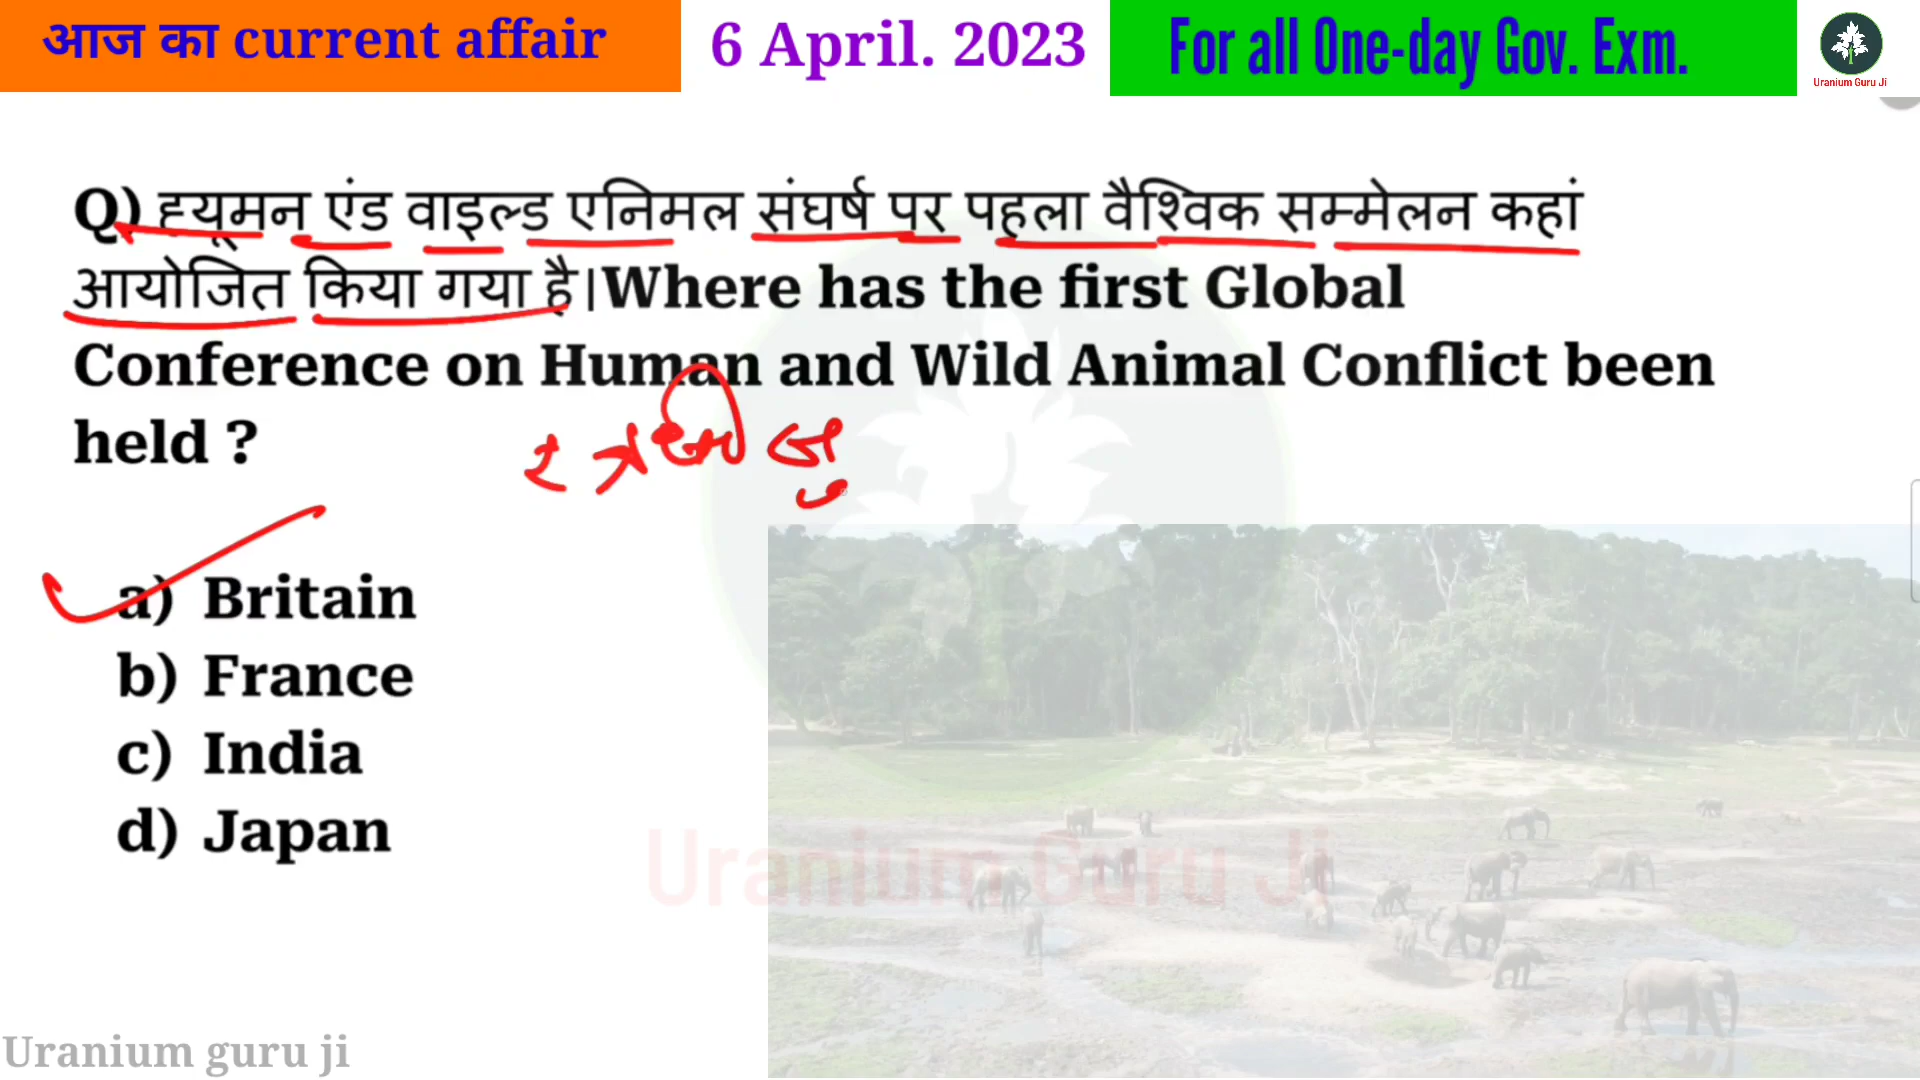 आज का current affair
6 April. 2023
For all One-day Gov. Exm.
Uranium Guru Ji
Q) ह्यूमन एंड वाइल्ड एनिमल संघर्ष पर पहला वैश्विक सम्मेलन कहां
आयोजित किया गया है।Where has the first Global
Conference on Human and Wild Animal Conflict been
held ?
a) Britain
b) France
c) India
d) Japan
Uranium Guru Ji
Uranium guru ji